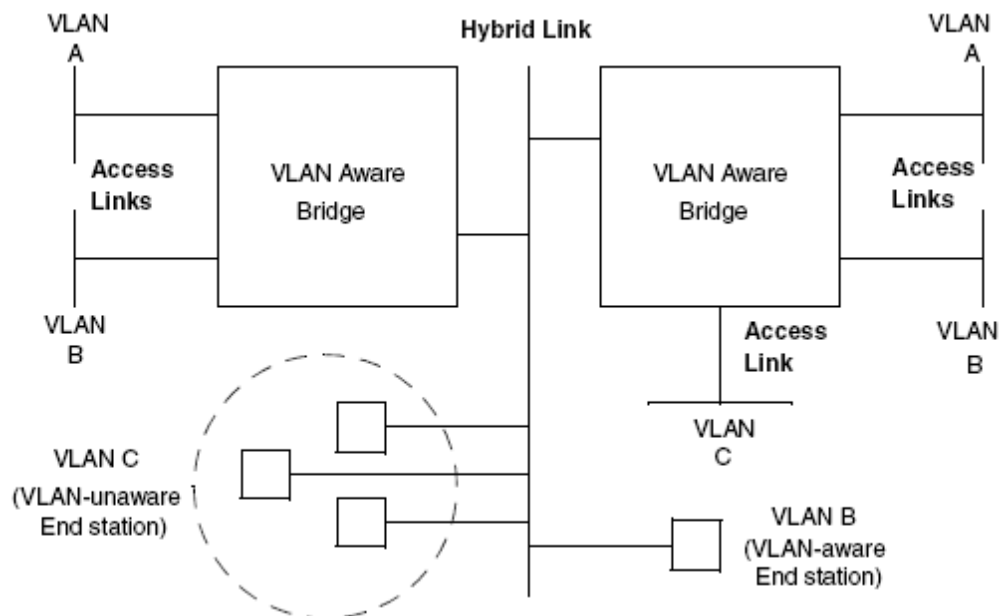 VLAN
A
Hybrid Link
VLAN
A
Access
Links
VLAN Aware
Bridge
VLAN Aware
Bridge
Access
Links
VLAN
B
Access
Link
VLAN
B
VLAN
C
VLAN C
(VLAN-unaware
End station)
VLAN B
(VLAN-aware
End station)